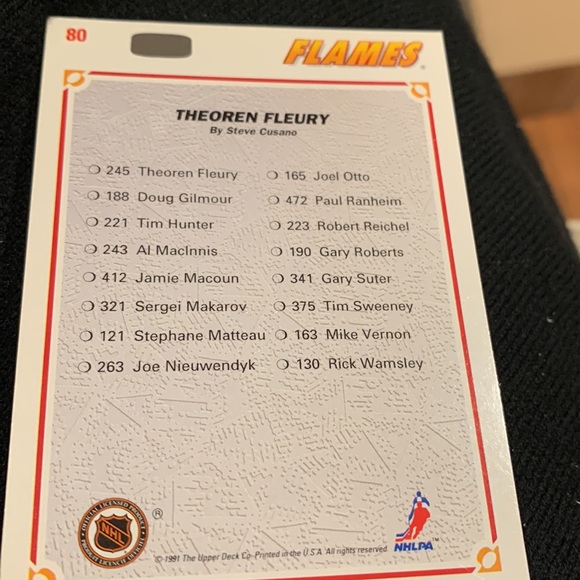 80
FLAMES
THEOREN FLEURY
By Steve Cusano
❍ 245 Theoren Fleury
❍ 188 Doug Gilmour
❍ 221 Tim Hunter
❍ 243 Al MacInnis
❍ 412 Jamie Macoun
❍ 321 Sergei Makarov
❍ 121 Stephane Matteau
❍ 263 Joe Nieuwendyk
❍ 165 Joel Otto
❍ 472 Paul Ranheim
❍ 223 Robert Reichel
❍ 190 Gary Roberts
❍ 341 Gary Suter
❍ 375 Tim Sweeney
❍ 163 Mike Vernon
❍ 130 Rick Wamsley
NHL
®
© 1991 The Upper Deck Co. Printed in the U.S.A. All rights reserved.
NHLPA™